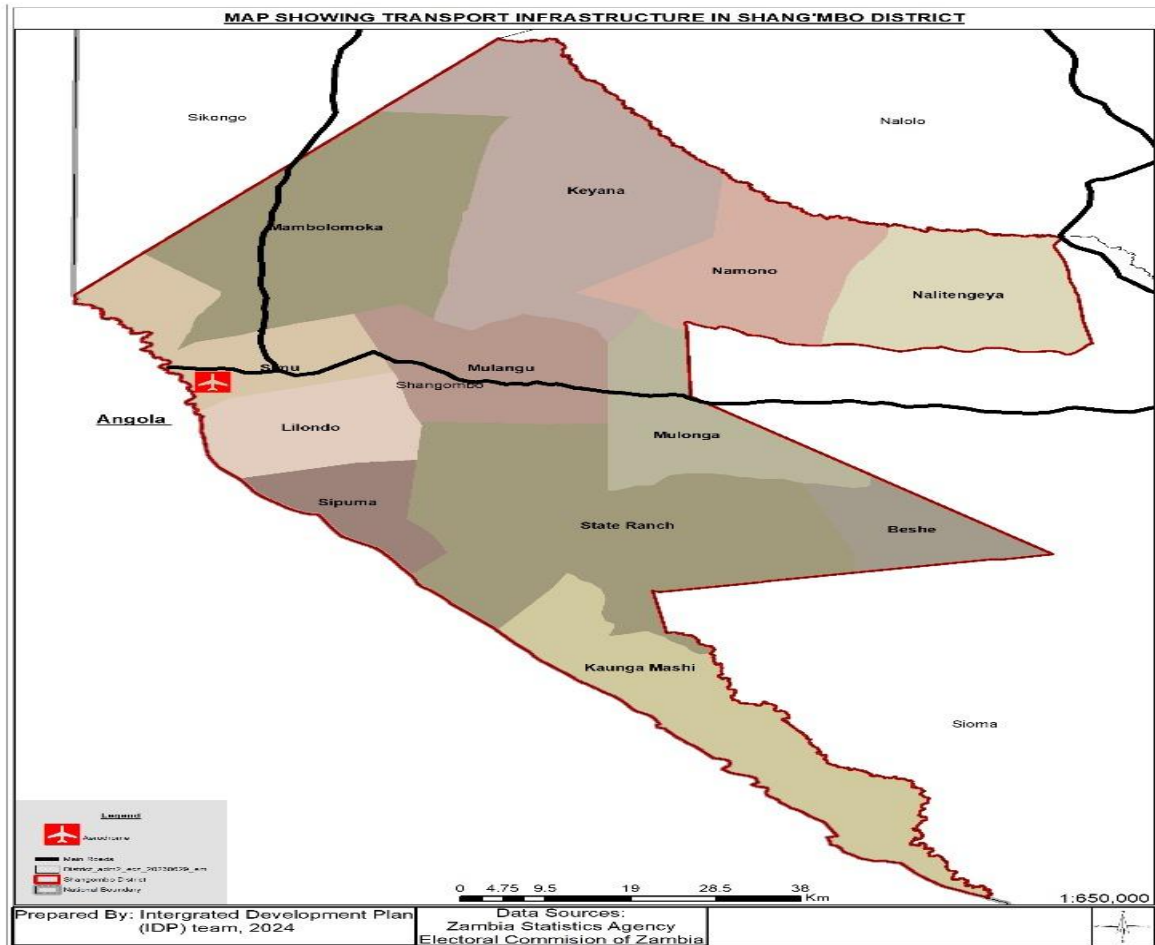 MAP SHOWING TRANSPORT INFRASTRUCTURE IN SHANG'MBO DISTRICT
Sikongo
Nalolo
Keyana
Mambolomoka
Namono
Nalitengeya
Simu
Mulangu
Shangombo
Angola
Lilondo
Mulonga
Sipuma
State Ranch
Beshe
Kaunga Mashi
Sioma
Legend
Aerodrome
Main Roads
District_adm2_ecz_20230629_em
Shangombo District
National Boundary
0 4.75 9.5 19 28.5 38
Km
1:650,000
Prepared By: Intergrated Development Plan
(IDP) team, 2024
Data Sources:
Zambia Statistics Agency
Electoral Commision of Zambia